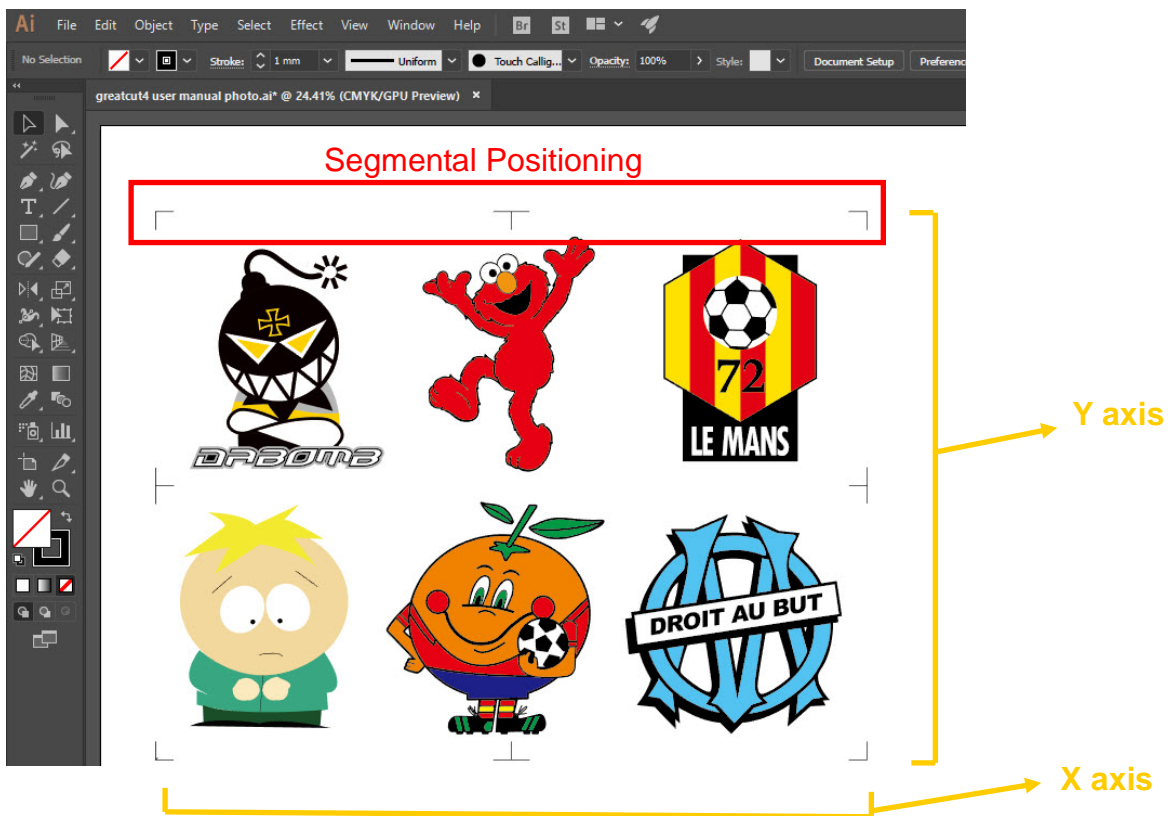 Ai File Edit Object Type Select Effect View Window Help Br St
No Selection Stroke: 1 mm Uniform Touch Callig... Opacity: 100% Style: Document Setup Preferenc
greatcut4 user manual photo.ai* @ 24.41% (CMYK/GPU Preview) ×
Segmental Positioning
72
LE MANS
DABOMB
Y axis
DROIT AU BUT
X axis